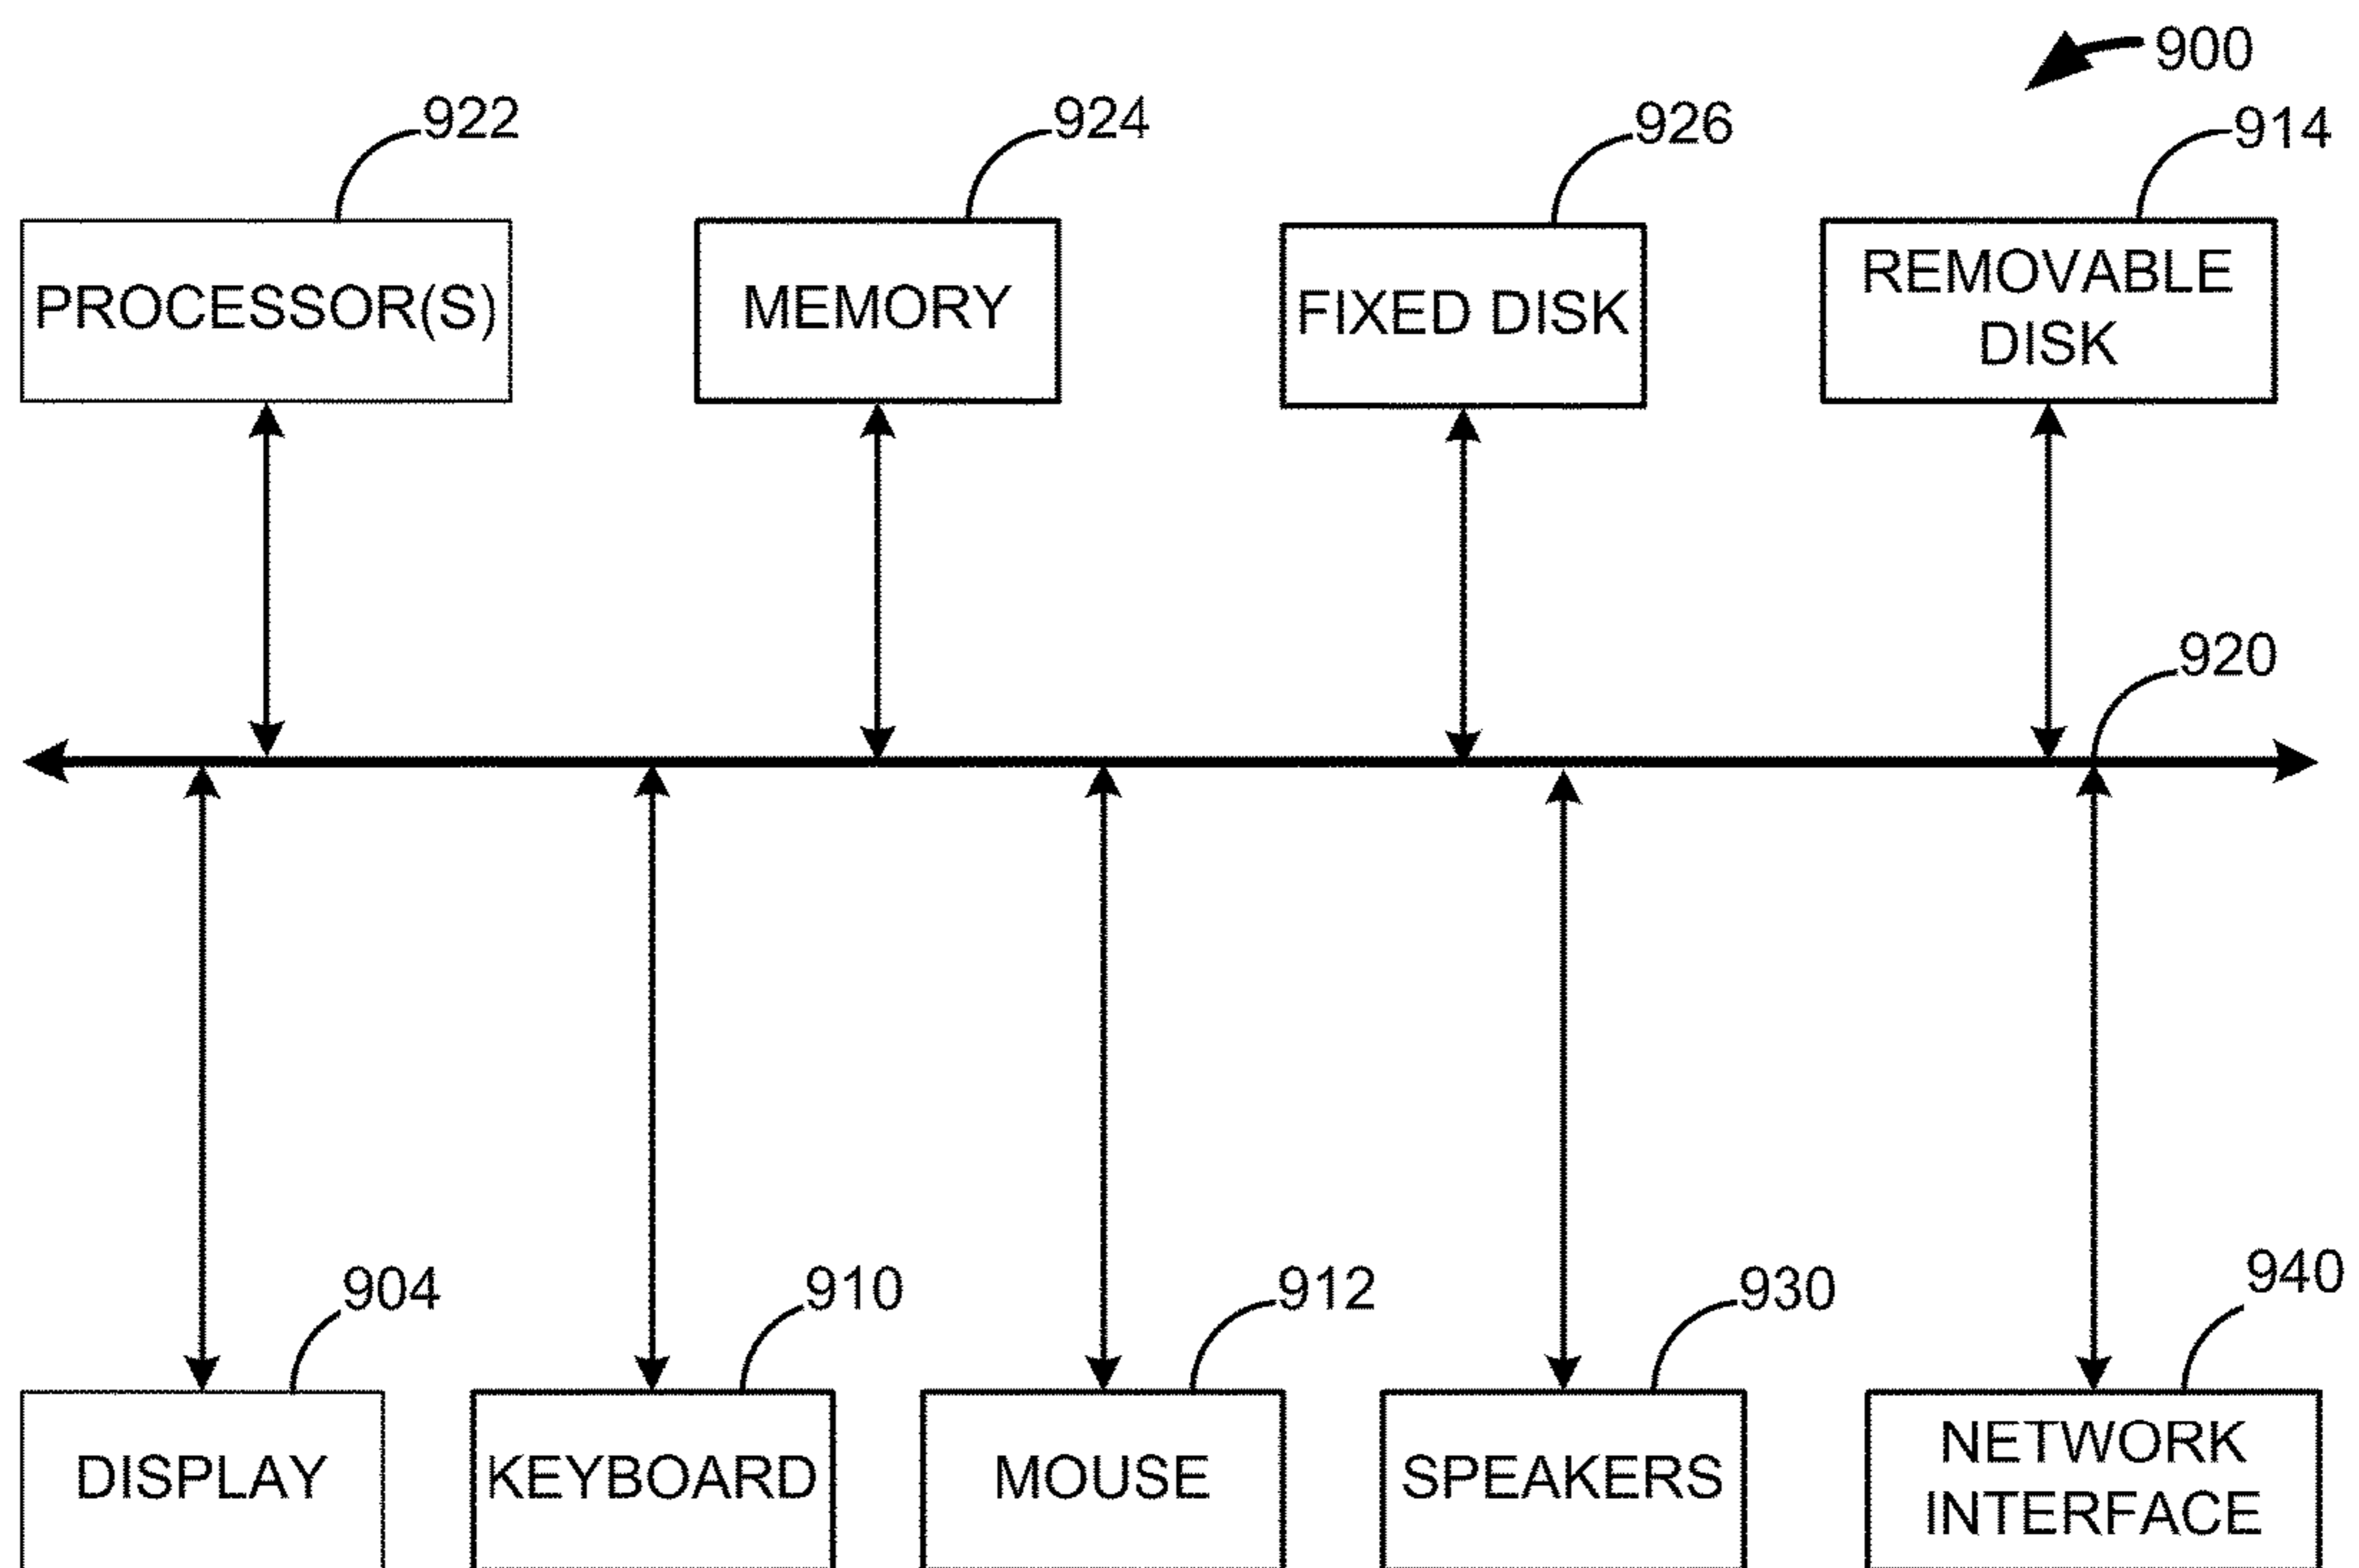 900
922
924
926
914
PROCESSOR(S)
MEMORY
FIXED DISK
REMOVABLE
DISK
920
904
910
912
930
940
DISPLAY
KEYBOARD
MOUSE
SPEAKERS
NETWORK
INTERFACE